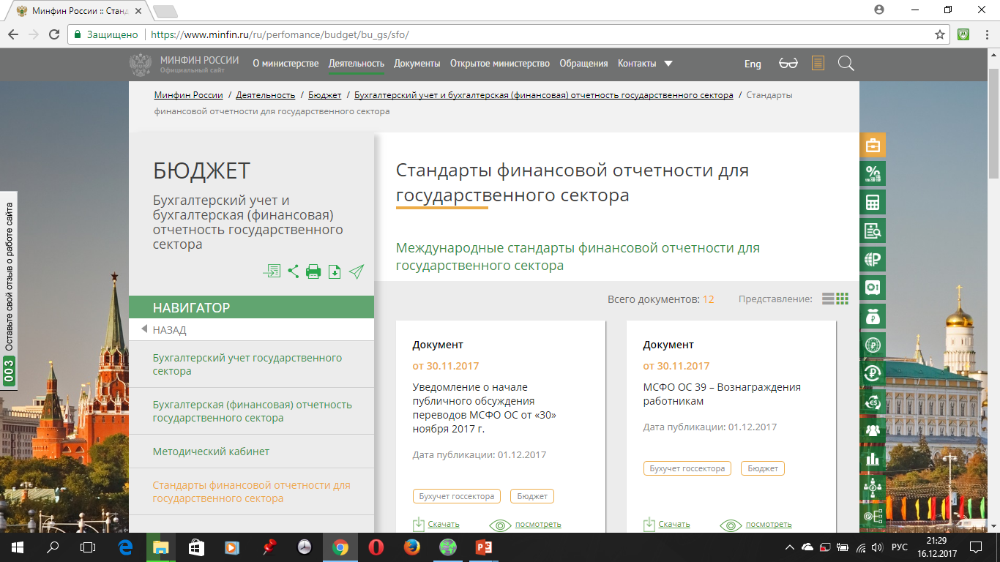 Минфин России :: Станд
Защищено
https://www.minfin.ru/ru/perfomance/budget/bu_gs/sfo/
МИНФИН РОССИИ
Официальный сайт
О министерстве Деятельность Документы Открытое министерство Обращения Контакты
Eng
Минфин России / Деятельность / Бюджет / Бухгалтерский учет и бухгалтерская (финансовая) отчетность государственного сектора / Стандарты
финансовой отчетности для государственного сектора
Оставьте свой отзыв о работе сайта
003
БЮДЖЕТ
Бухгалтерский учет и
бухгалтерская (финансовая)
отчетность государственного
сектора
НАВИГАТОР
НАЗАД
Бухгалтерский учет государственного
сектора
Бухгалтерская (финансовая) отчетность
государственного сектора
Методический кабинет
Стандарты финансовой отчетности для
государственного сектора
Стандарты финансовой отчетности для
государственного сектора
Международные стандарты финансовой отчетности для
государственного сектора
Всего документов: 12
Представление:
Документ
от 30.11.2017
Уведомление о начале
публичного обсуждения
переводов МСФО ОС от «30»
ноября 2017 г.
Дата публикации: 01.12.2017
Бухучет госсектора Бюджет
Скачать посмотреть
Документ
от 30.11.2017
МСФО ОС 39 – Вознаграждения
работникам
Дата публикации: 01.12.2017
Бухучет госсектора Бюджет
Скачать посмотреть
РУС
21:29
16.12.2017